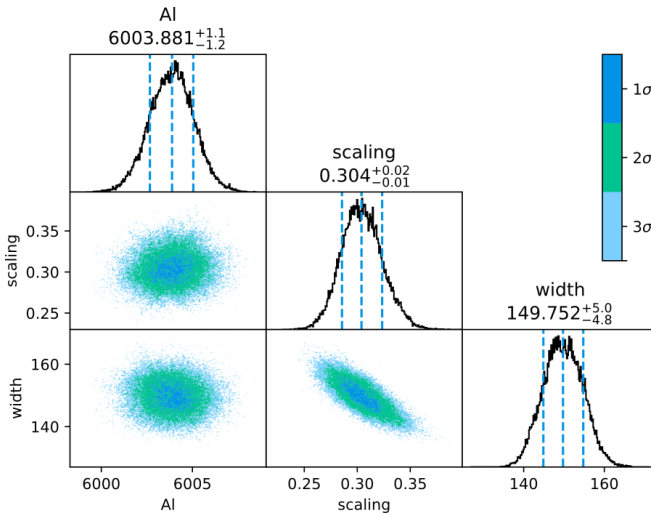 Al
6003.881+1.1 −1.2
1σ
2σ
3σ
scaling
0.304+0.02 −0.01
scaling
0.35
0.30
0.25
width
149.752+5.0 −4.8
width
160
140
6000
6005
Al
0.25
0.30
0.35
scaling
140
160